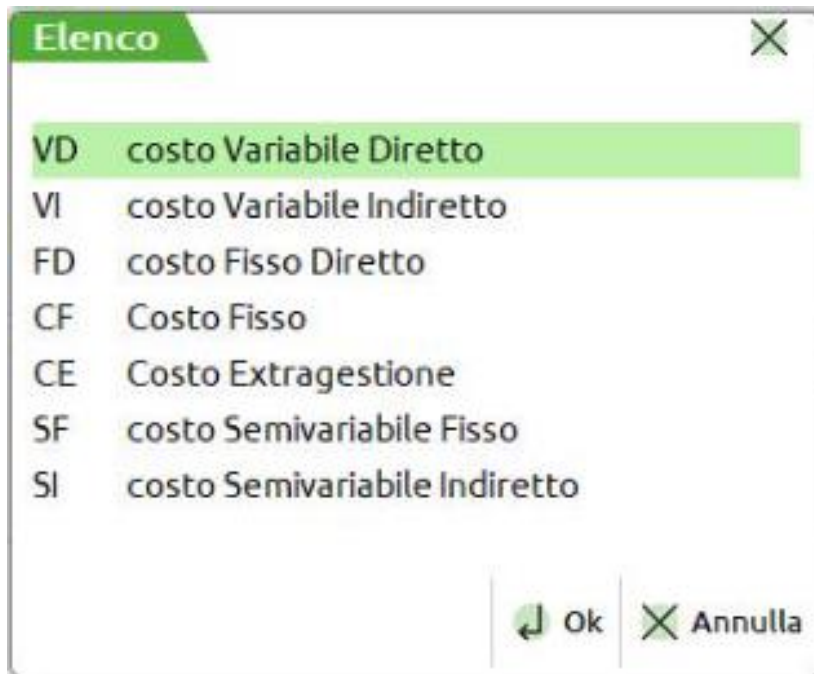 Elenco
VD costo Variabile Diretto
VI costo Variabile Indiretto
FD costo Fisso Diretto
CF Costo Fisso
CE Costo Extragestione
SF costo Semivariabile Fisso
SI costo Semivariabile Indiretto
Ok Annulla